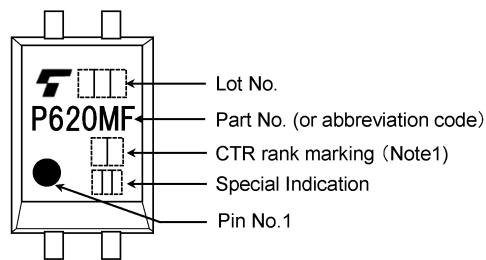 Lot No.
P620MF
Part No. (or abbreviation code)
CTR rank marking (Note1)
Special Indication
Pin No.1